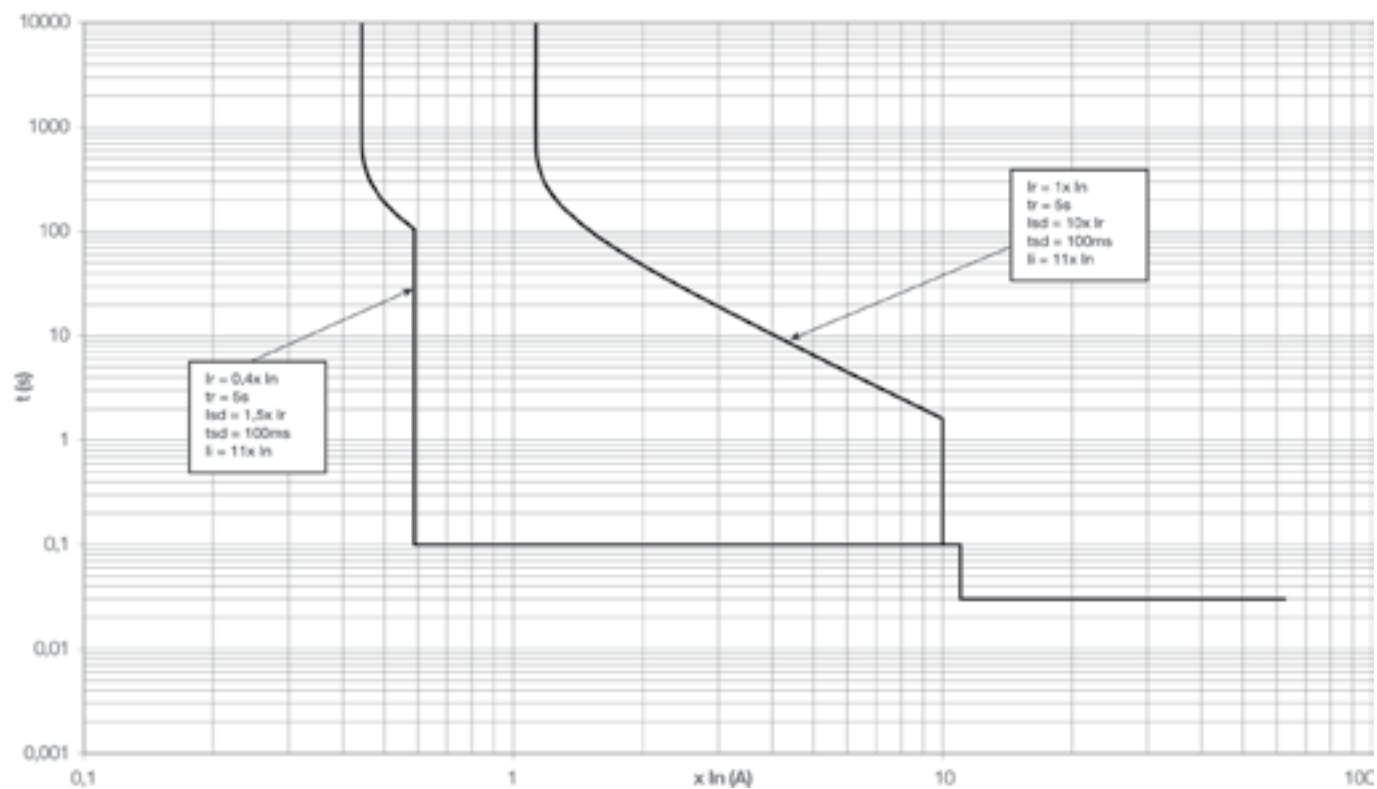 10000
1000
100
10
1
0,1
0,01
0,001
t (s)
Ir = 0,4x In
tr = 5s
Isd = 1,5x Ir
tsd = 100ms
Ii = 11x In
Ir = 1x In
tr = 5s
Isd = 10x Ir
tsd = 100ms
Ii = 11x In
0,1
1
x In (A)
10
100